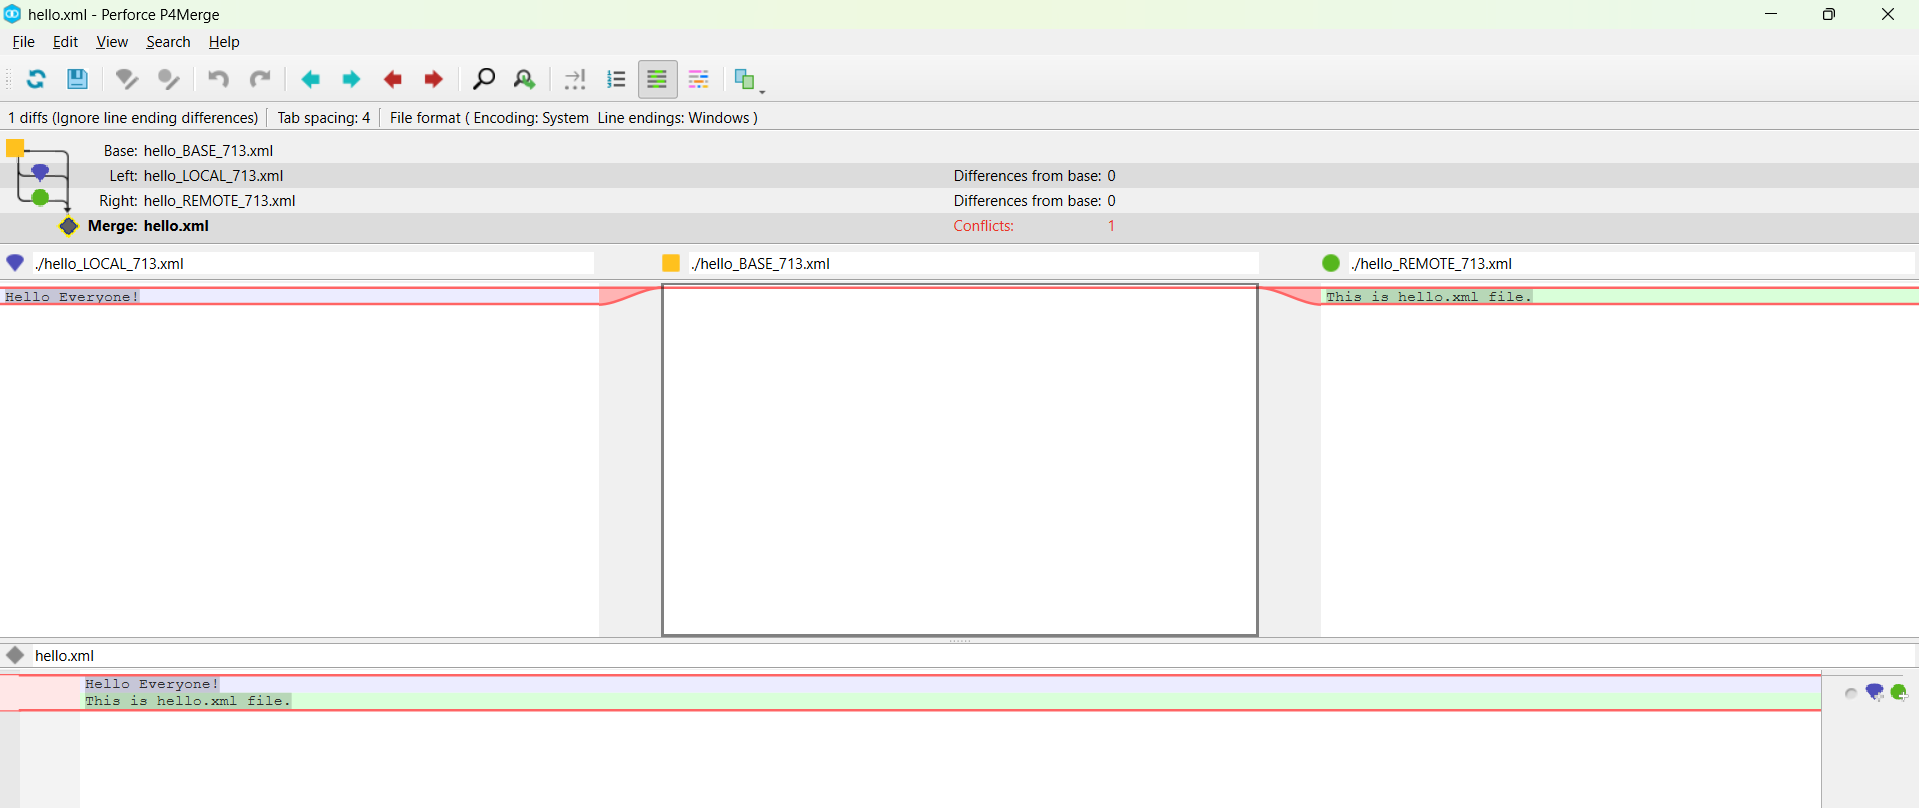 hello.xml - Perforce P4Merge
File Edit View Search Help
1 diffs (Ignore line ending differences) Tab spacing: 4 File format ( Encoding: System Line endings: Windows )
Base: hello_BASE_713.xml
Left: hello_LOCAL_713.xml Differences from base: 0
Right: hello_REMOTE_713.xml Differences from base: 0
Merge: hello.xml Conflicts: 1
./hello_LOCAL_713.xml ./hello_BASE_713.xml ./hello_REMOTE_713.xml
Hello Everyone! This is hello.xml file.
hello.xml
Hello Everyone!
This is hello.xml file.